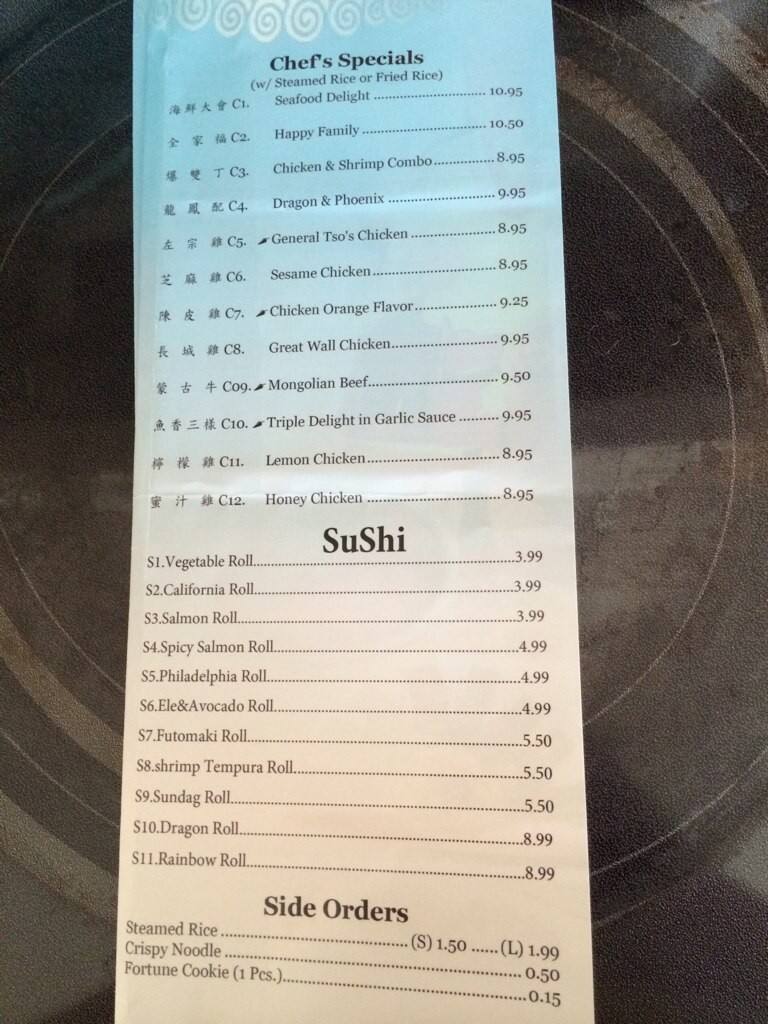 Chef's Specials
(w/ Steamed Rice or Fried Rice)
海鮮大會 C1. Seafood Delight ........................ 10.95
全家福 C2. Happy Family ........................ 10.50
爆雙丁 C3. Chicken & Shrimp Combo............... 8.95
龍鳳配 C4. Dragon & Phoenix .................... 9.95
左宗雞 C5. General Tso's Chicken ................ 8.95
芝麻雞 C6. Sesame Chicken........................ 8.95
陳皮雞 C7. Chicken Orange Flavor................ 9.25
長城雞 C8. Great Wall Chicken.................... 9.95
蒙古牛 C09. Mongolian Beef........................ 9.50
魚香三樣 C10. Triple Delight in Garlic Sauce .......... 9.95
檸檬雞 C11. Lemon Chicken........................ 8.95
蜜汁雞 C12. Honey Chicken ........................ 8.95
SuShi
S1.Vegetable Roll........................3.99
S2.California Roll........................3.99
S3.Salmon Roll........................3.99
S4.Spicy Salmon Roll........................4.99
S5.Philadelphia Roll........................4.99
S6.Ele&Avocado Roll........................4.99
S7.Futomaki Roll........................5.50
S8.shrimp Tempura Roll........................5.50
S9.Sundag Roll........................5.50
S10.Dragon Roll........................8.99
S11.Rainbow Roll........................8.99
Side Orders
Steamed Rice ........................ (S) 1.50 ...... (L) 1.99
Crispy Noodle ........................ 0.50
Fortune Cookie (1 Pcs.)........................ 0.15